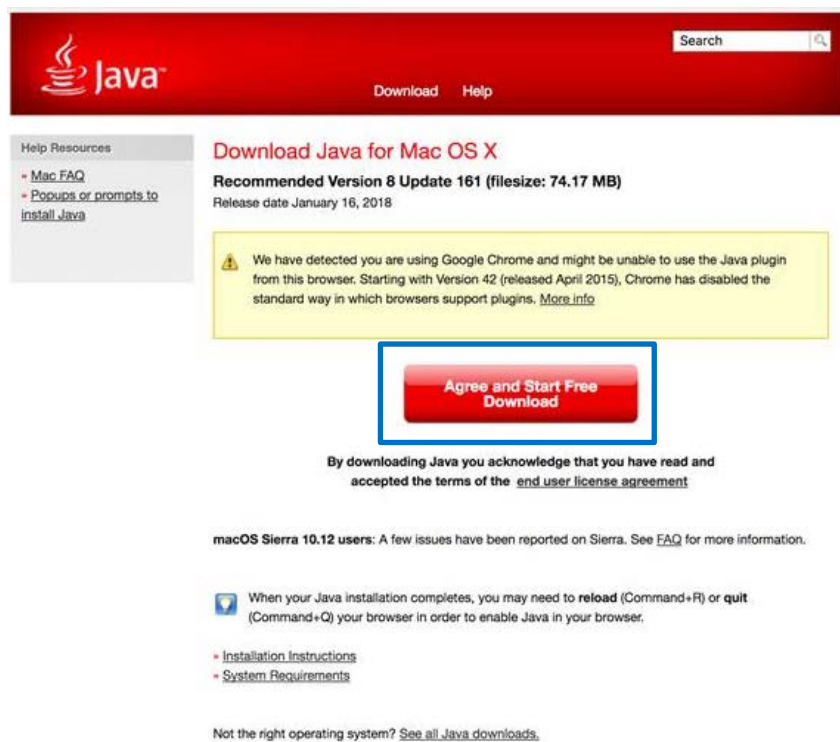 Search
Java™
Download Help
Help Resources
Mac FAQ
Popups or prompts to
install Java
Download Java for Mac OS X
Recommended Version 8 Update 161 (filesize: 74.17 MB)
Release date January 16, 2018
We have detected you are using Google Chrome and might be unable to use the Java plugin
from this browser. Starting with Version 42 (released April 2015), Chrome has disabled the
standard way in which browsers support plugins. More info
Agree and Start Free
Download
By downloading Java you acknowledge that you have read and
accepted the terms of the end user license agreement
macOS Sierra 10.12 users: A few issues have been reported on Sierra. See FAQ for more information.
When your Java installation completes, you may need to reload (Command+R) or quit
(Command+Q) your browser in order to enable Java in your browser.
Installation Instructions
System Requirements
Not the right operating system? See all Java downloads.